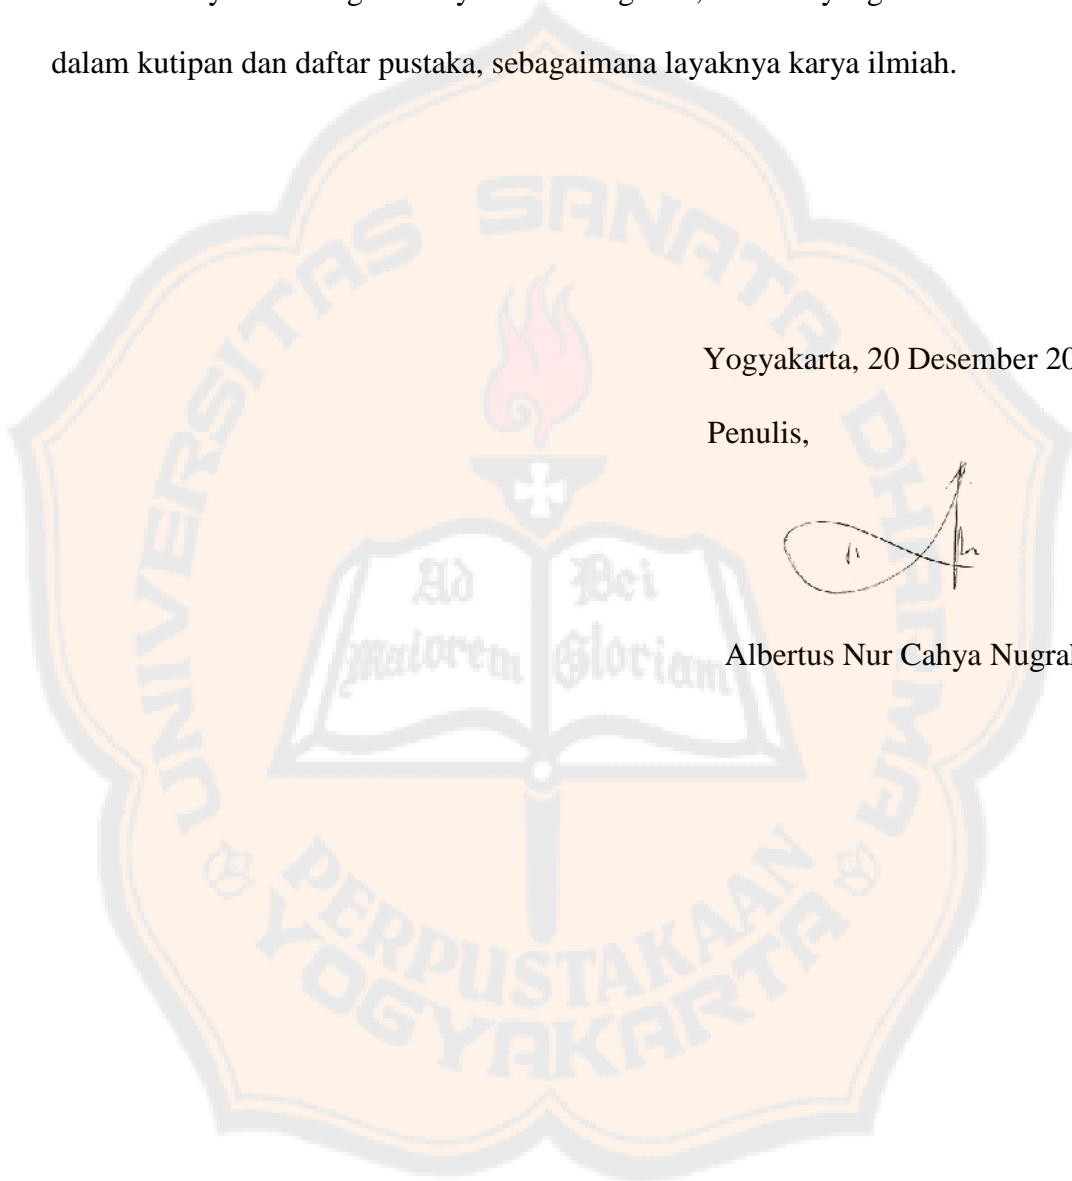 dalam kutipan dan daftar pustaka, sebagaimana layaknya karya ilmiah.
UNIVERSITAS SANATA DHARMA
Yogyakarta, 20 Desember 20
Penulis,
Ad Dei
Maiorem Gloriam
Albertus Nur Cahya Nugra
PERPUSTAKAAN
YOGYAKARTA